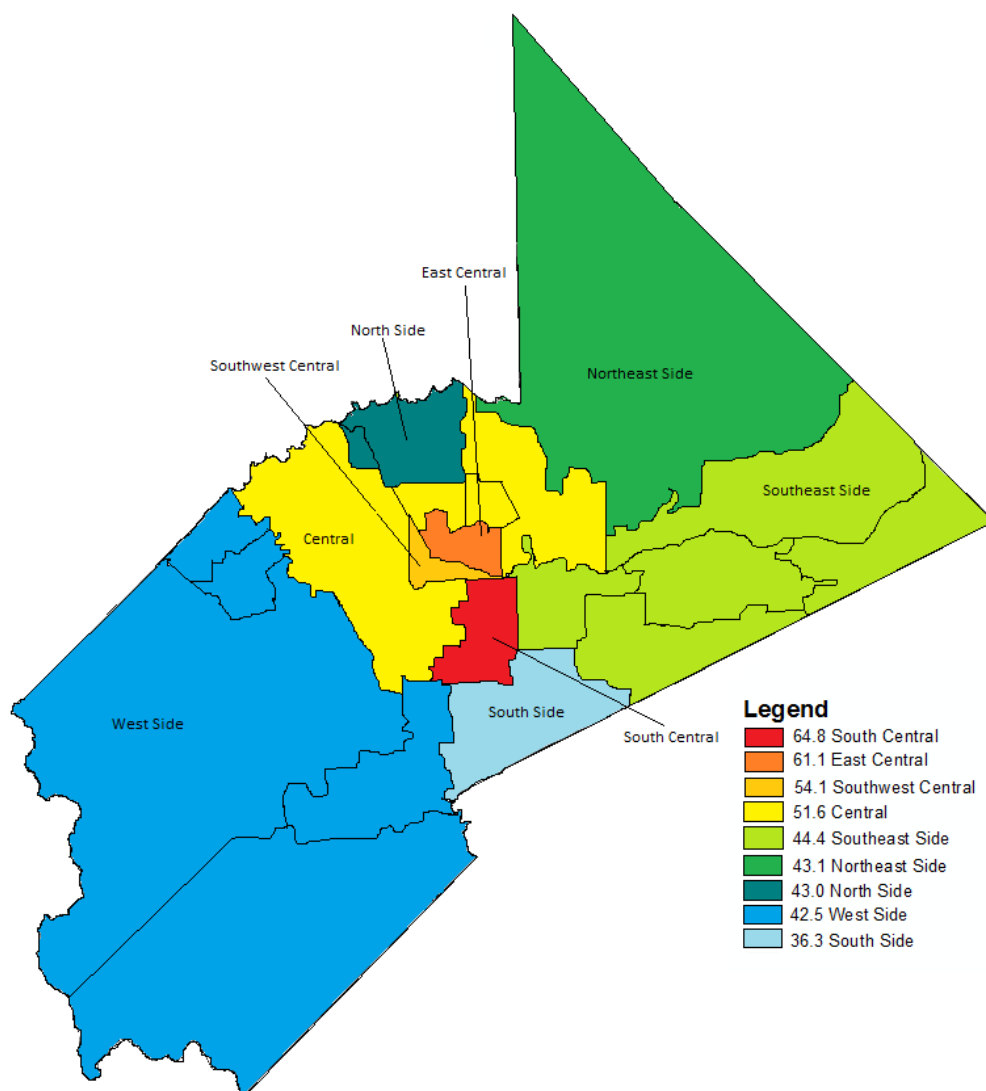 East Central
North Side
Southwest Central
Northeast Side
Southeast Side
Central
West Side
South Side
South Central
Legend
64.8 South Central
61.1 East Central
54.1 Southwest Central
51.6 Central
44.4 Southeast Side
43.1 Northeast Side
43.0 North Side
42.5 West Side
36.3 South Side